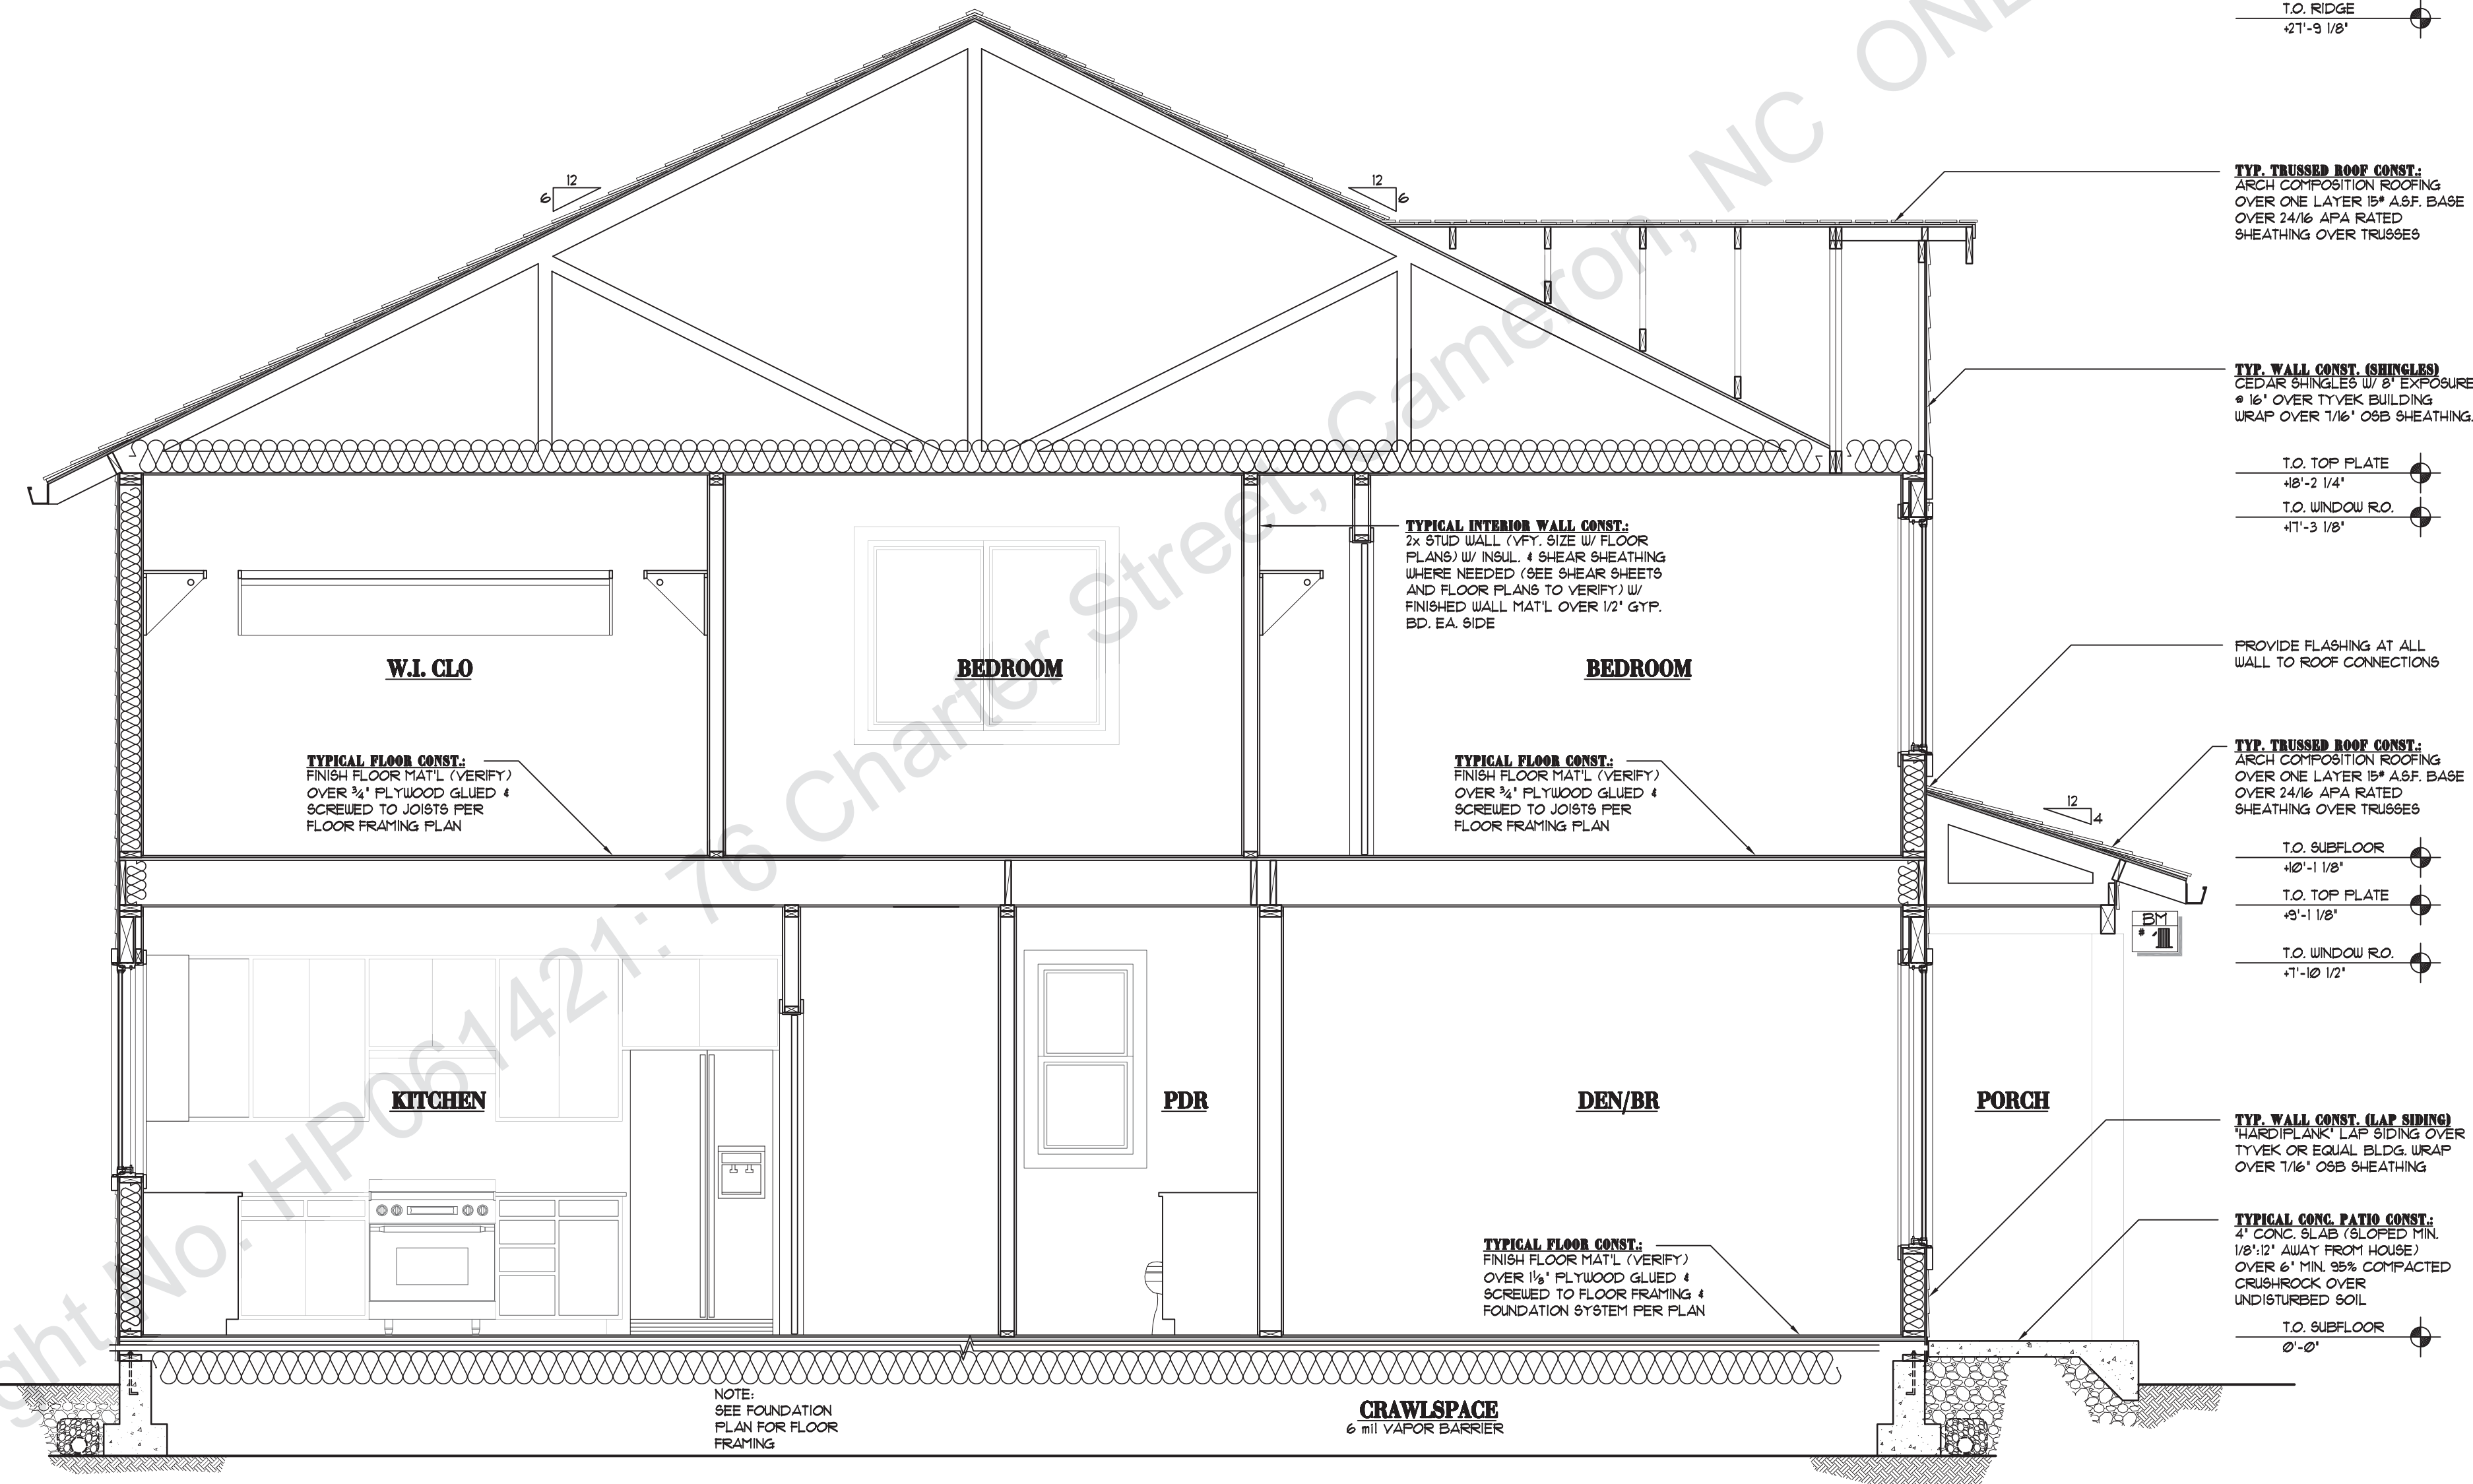 T.O. RIDGE
+27'-9 1/8"
12
6
12
6
TYP. TRUSSED ROOF CONST.:
ARCH COMPOSITION ROOFING
OVER ONE LAYER 15# A.S.F. BASE
OVER 24/16 APA RATED
SHEATHING OVER TRUSSES
TYP. WALL CONST. (SHINGLES)
CEDAR SHINGLES W/ 8" EXPOSURE
@ 16" OVER TYVEK BUILDING
WRAP OVER 7/16" OSB SHEATHING.
T.O. TOP PLATE
+18'-2 1/4"
T.O. WINDOW R.O.
+17'-3 1/8"
TYPICAL INTERIOR WALL CONST.:
2x STUD WALL (VFY. SIZE W/ FLOOR
PLANS) W/ INSUL. & SHEAR SHEATHING
WHERE NEEDED (SEE SHEAR SHEETS
AND FLOOR PLANS TO VERIFY) W/
FINISHED WALL MAT'L OVER 1/2" GYP.
BD. EA. SIDE
W.I. CLO
BEDROOM
BEDROOM
PROVIDE FLASHING AT ALL
WALL TO ROOF CONNECTIONS
TYPICAL FLOOR CONST.:
FINISH FLOOR MAT'L (VERIFY)
OVER ¾" PLYWOOD GLUED &
SCREWED TO JOISTS PER
FLOOR FRAMING PLAN
TYPICAL FLOOR CONST.:
FINISH FLOOR MAT'L (VERIFY)
OVER ¾" PLYWOOD GLUED &
SCREWED TO JOISTS PER
FLOOR FRAMING PLAN
TYP. TRUSSED ROOF CONST.:
ARCH COMPOSITION ROOFING
OVER ONE LAYER 15# A.S.F. BASE
OVER 24/16 APA RATED
SHEATHING OVER TRUSSES
12
4
T.O. SUBFLOOR
+10'-1 1/8"
T.O. TOP PLATE
+9'-1 1/8"
BM
#
T.O. WINDOW R.O.
+7'-10 1/2"
KITCHEN
PDR
DEN/BR
PORCH
TYP. WALL CONST. (LAP SIDING)
"HARDIPLANK" LAP SIDING OVER
TYVEK OR EQUAL BLDG. WRAP
OVER 7/16" OSB SHEATHING
TYPICAL CONC. PATIO CONST.:
4" CONC. SLAB (SLOPED MIN.
1/8":12" AWAY FROM HOUSE)
OVER 6" MIN. 95% COMPACTED
CRUSHROCK OVER
UNDISTURBED SOIL
TYPICAL FLOOR CONST.:
FINISH FLOOR MAT'L (VERIFY)
OVER 1⅛" PLYWOOD GLUED &
SCREWED TO FLOOR FRAMING &
FOUNDATION SYSTEM PER PLAN
T.O. SUBFLOOR
0'-0"
NOTE:
SEE FOUNDATION
PLAN FOR FLOOR
FRAMING
CRAWLSPACE
6 mil VAPOR BARRIER
ght No. HP061421: 76 Charter Street, Cameron, NC